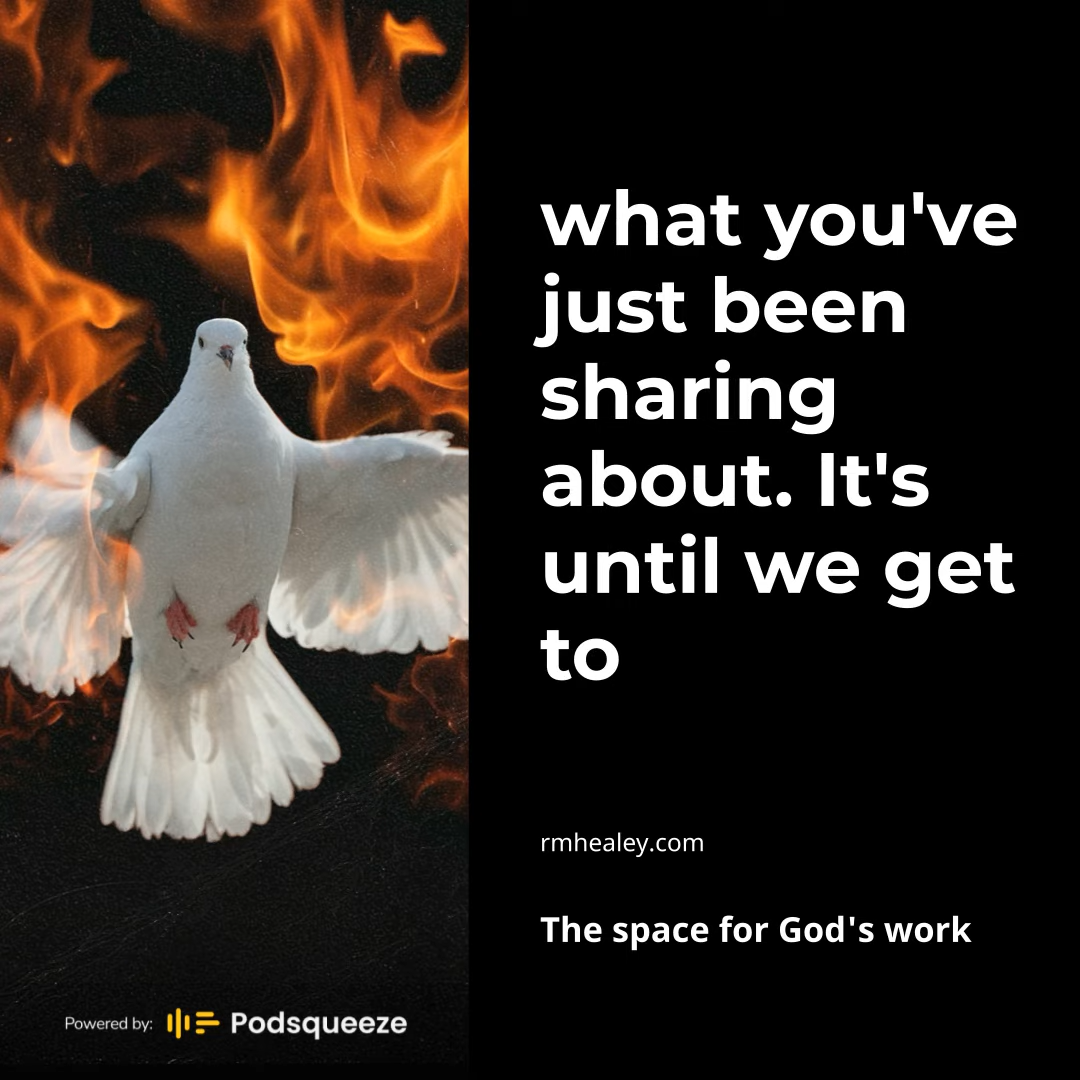 what you've
just been
sharing
about. It's
until we get
to
rmhealey.com
The space for God's work
Powered by: Podsqueeze